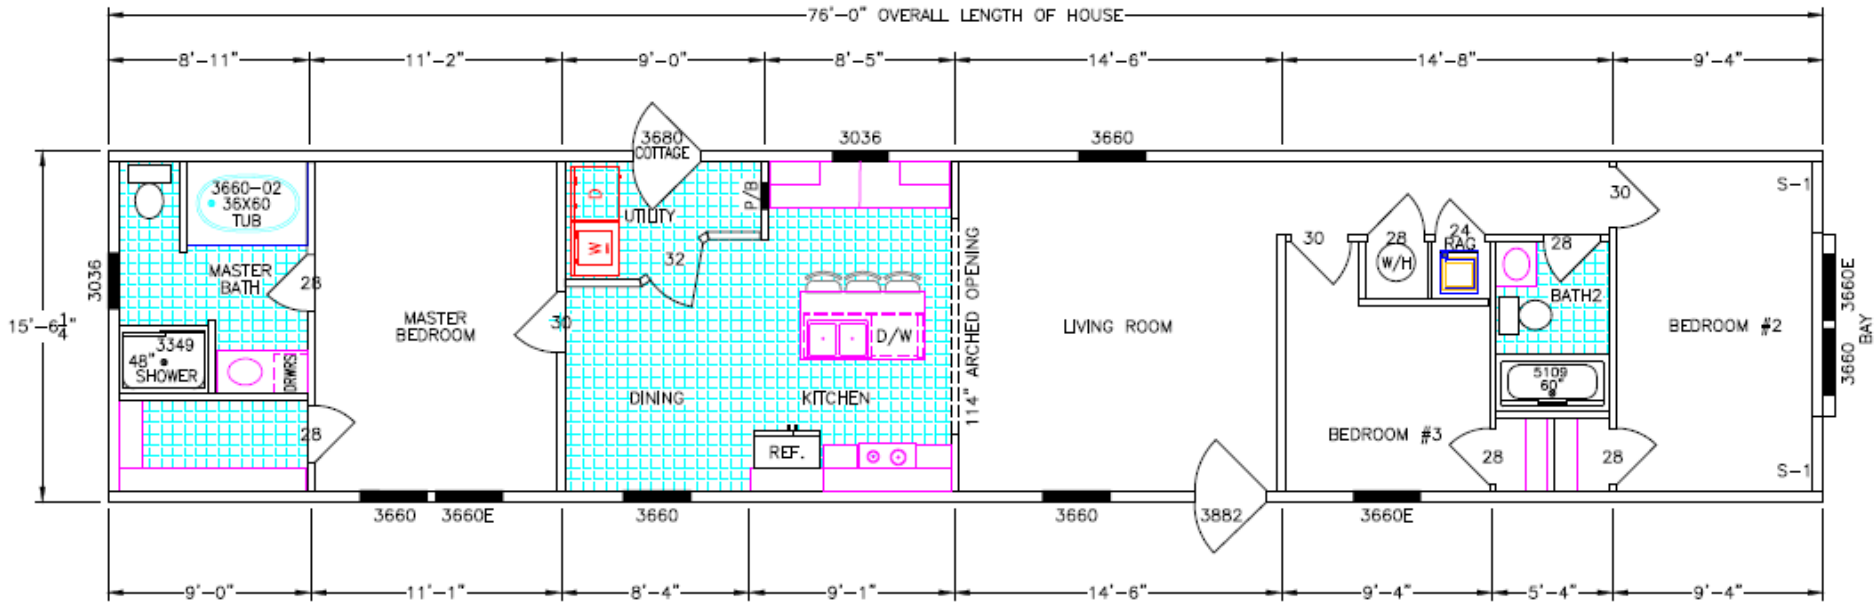 76'-0" OVERALL LENGTH OF HOUSE
8'-11" 11'-2" 9'-0" 8'-5" 14'-6" 14'-8" 9'-4"
3680
COTTAGE
3036
3660
3660-02
36X60
TUB
D
UTILITY
P/B
W
32
MASTER
BATH
28
3036
15'-6 1/4"
3349
48"
SHOWER
DRWRS
28
MASTER
BEDROOM
30
D/W
DINING
KITCHEN
REF.
114" ARCHED OPENING
LIVING ROOM
30
28
W/H
24
RAG
28
BATH2
5109
60"
30
S-1
BEDROOM #2
S-1
3660E
3660
BAY
BEDROOM #3
28
28
3660 3660E 3660 3660 3882 3660E
9'-0" 11'-1" 8'-4" 9'-1" 14'-6" 9'-4" 5'-4" 9'-4"